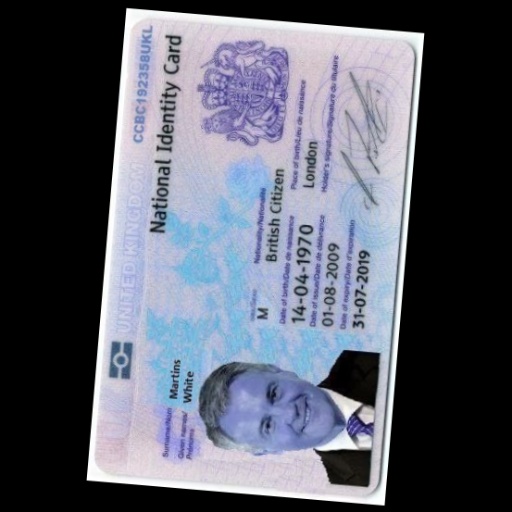 UNITED KINGDOM
CCBC192358UKL
National Identity Card
Surname/Nom
Martins
Given names/
Prénoms
White
Nationality/Nationalité
M
British Citizen
Date of birth/Date de naissance
Place of birth/Lieu de naissance
14-04-1970
London
Date of issue/Date de délivrance
Holder's signature/Signature du titulaire
01-08-2009
Date of expiry/Date d'expiration
31-07-2019